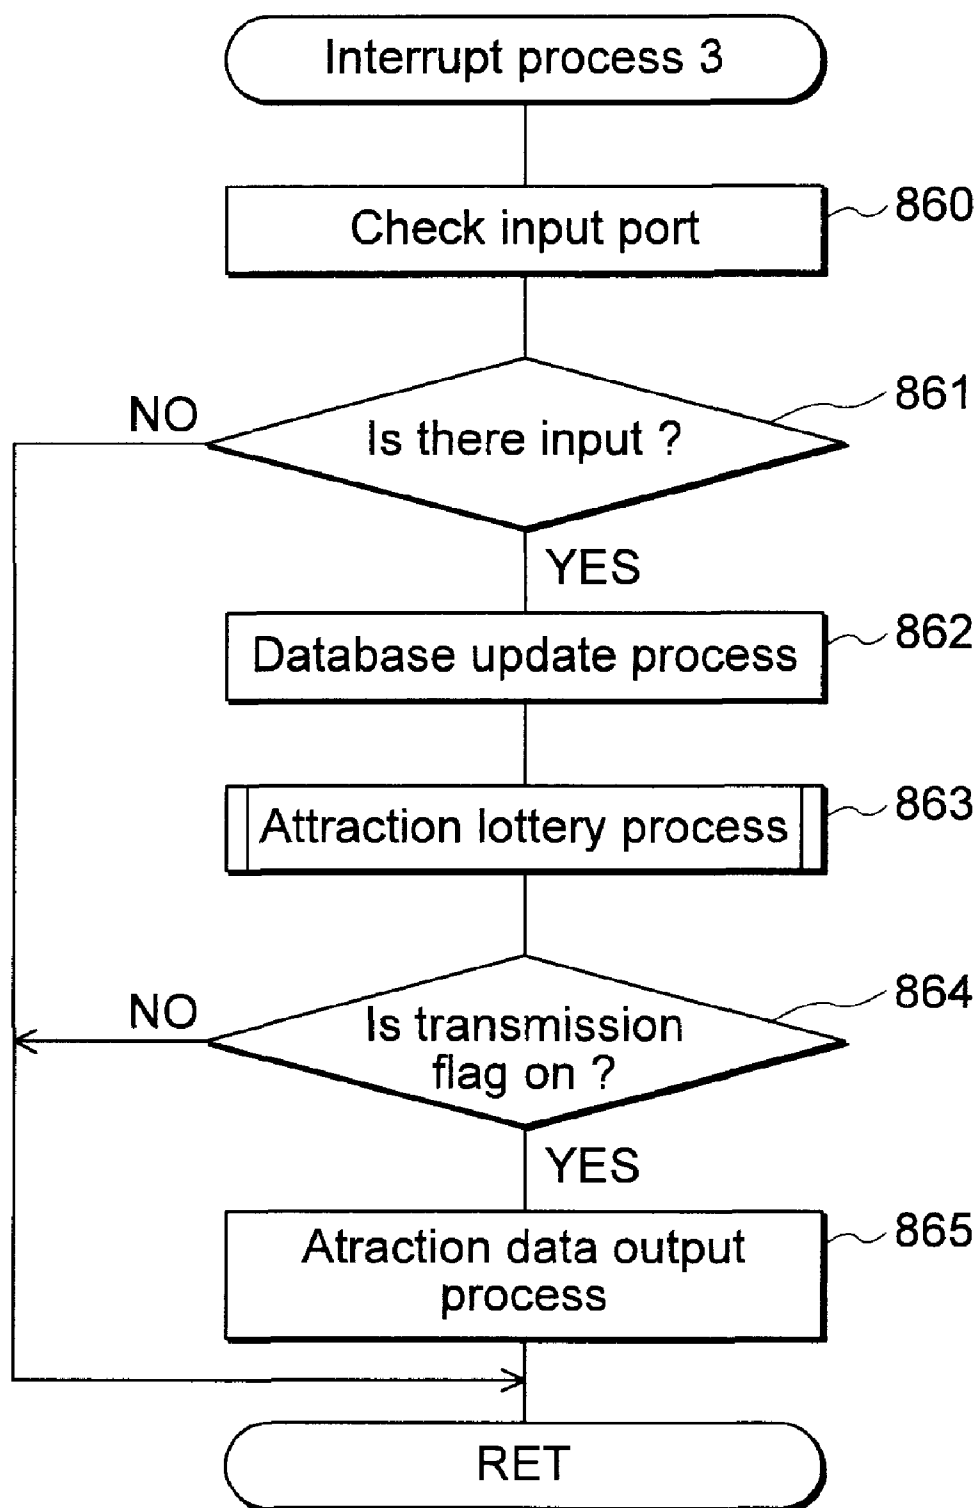 Interrupt process 3
Check input port
860
Is there input ?
861
NO
YES
Database update process
862
Attraction lottery process
863
Is transmission
flag on ?
864
NO
YES
Atraction data output
process
865
RET